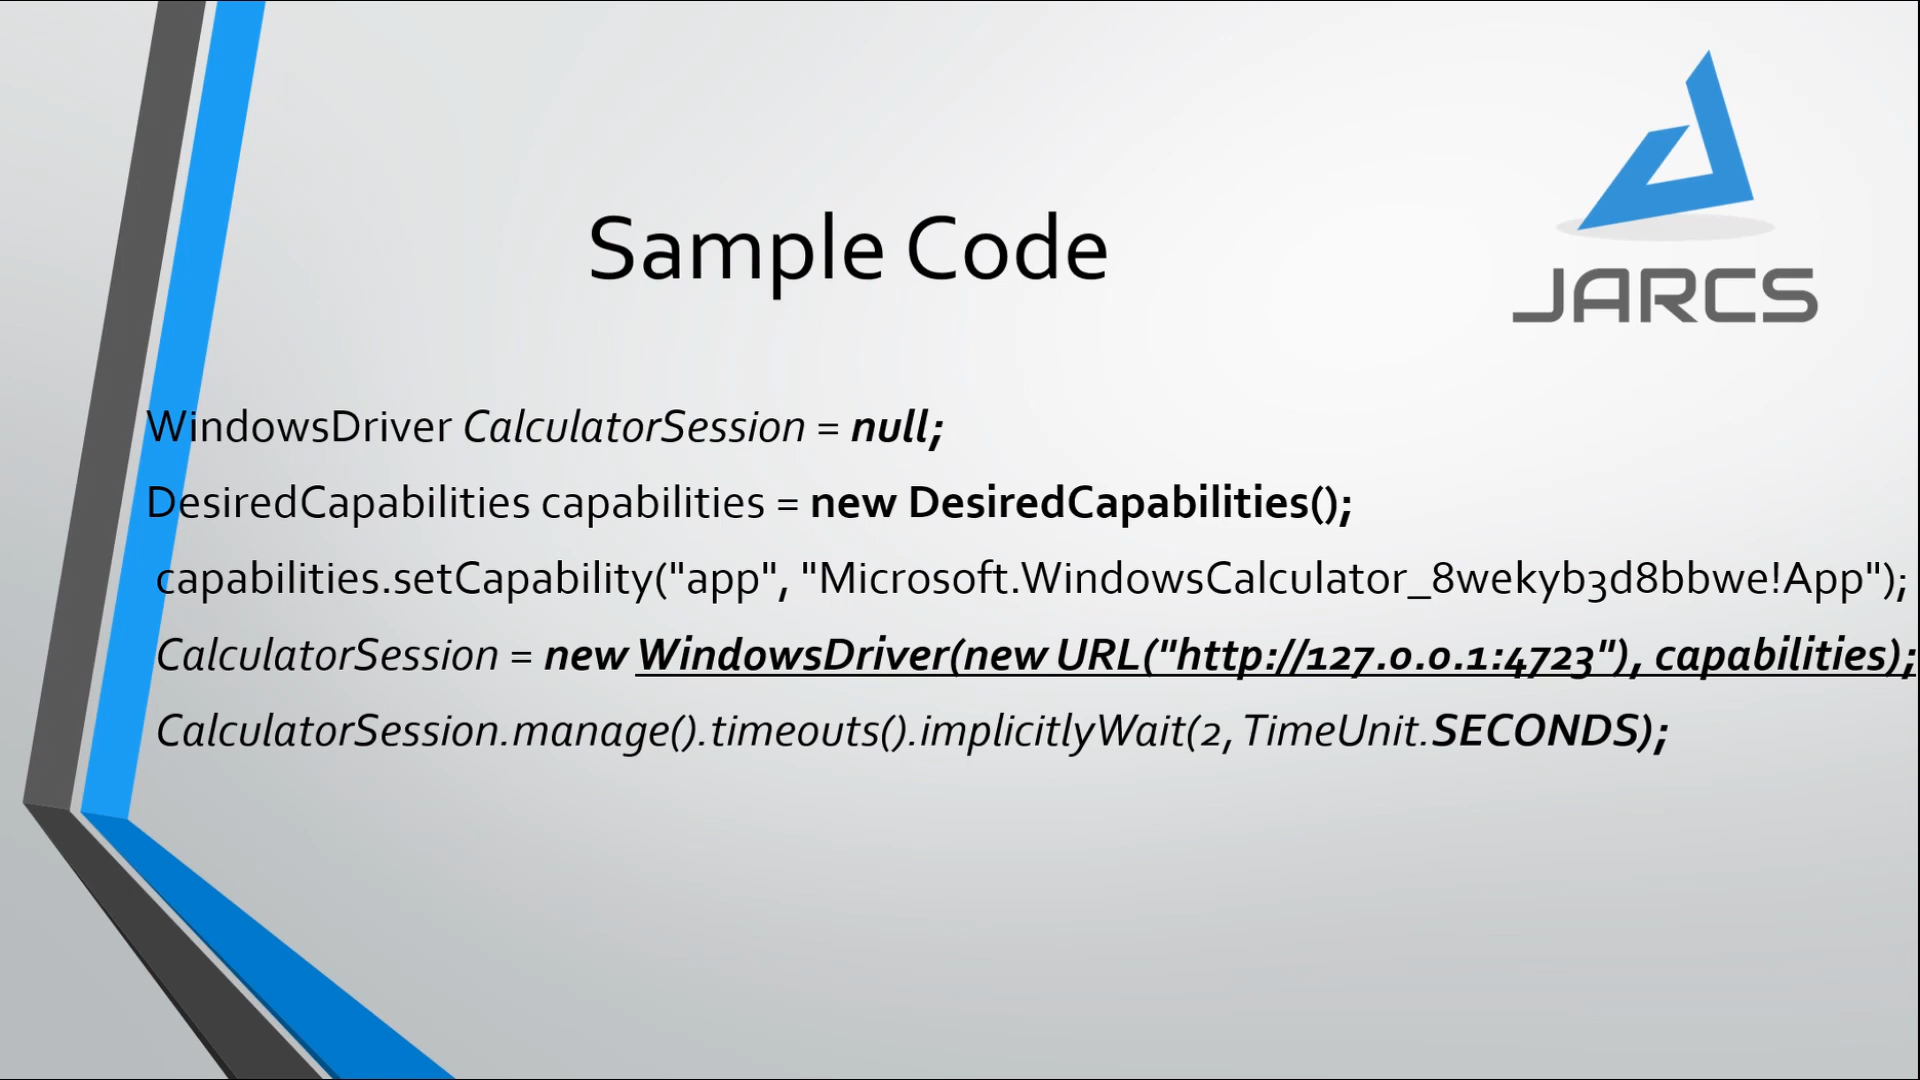 JARCS
Sample Code
WindowsDriver CalculatorSession = null;
DesiredCapabilities capabilities = new DesiredCapabilities();
capabilities.setCapability("app", "Microsoft.WindowsCalculator_8wekyb3d8bbwe!App");
CalculatorSession = new WindowsDriver(new URL("http://127.0.0.1:4723"), capabilities);
CalculatorSession.manage().timeouts().implicitlyWait(2, TimeUnit.SECONDS);